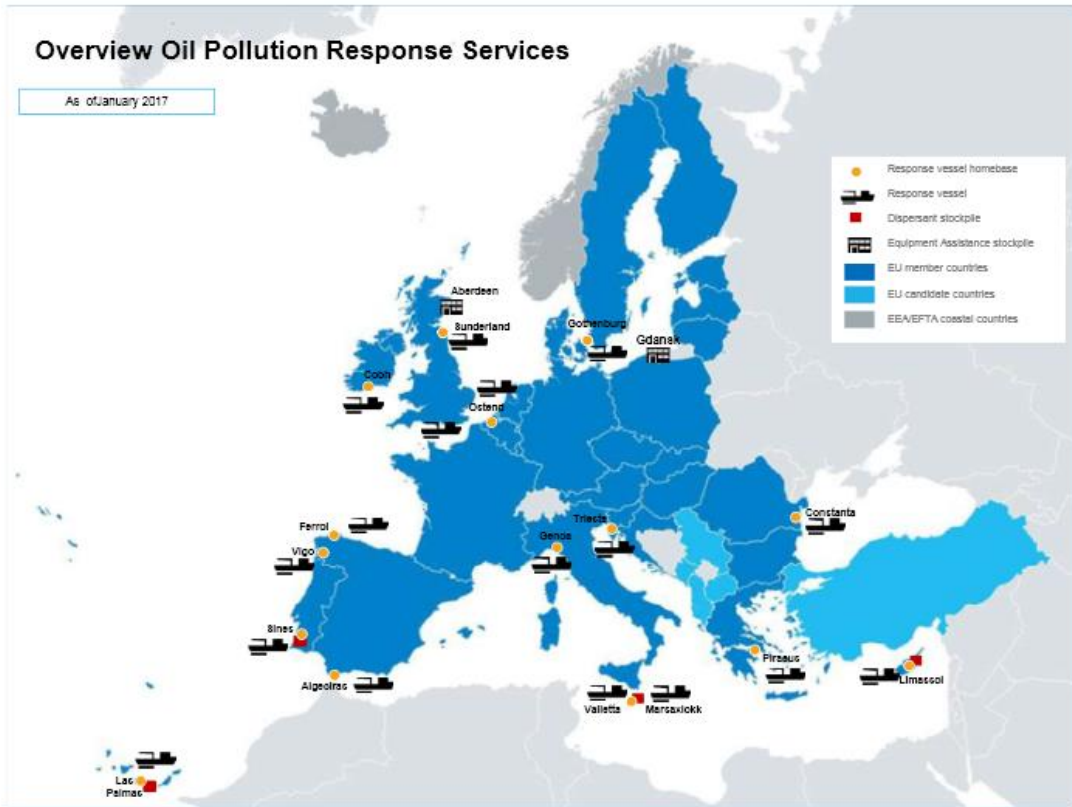 Overview Oil Pollution Response Services
As ofJanuary 2017
Response vessel homebase
Response vessel
Dispersant stockpile
Equipment Assistance stockpile
EU member countries
EU candidate countries
EEA/EFTA coastal countries
Aberdeen
Sunderland
Gothenburg
Gdansk
Cobh
Ostend
Ferrol
Vigo
Trieste
Genoa
Constanta
Sines
Algeciras
Piraeus
Limassol
Valletta
Marsaxlokk
Las
Palmas